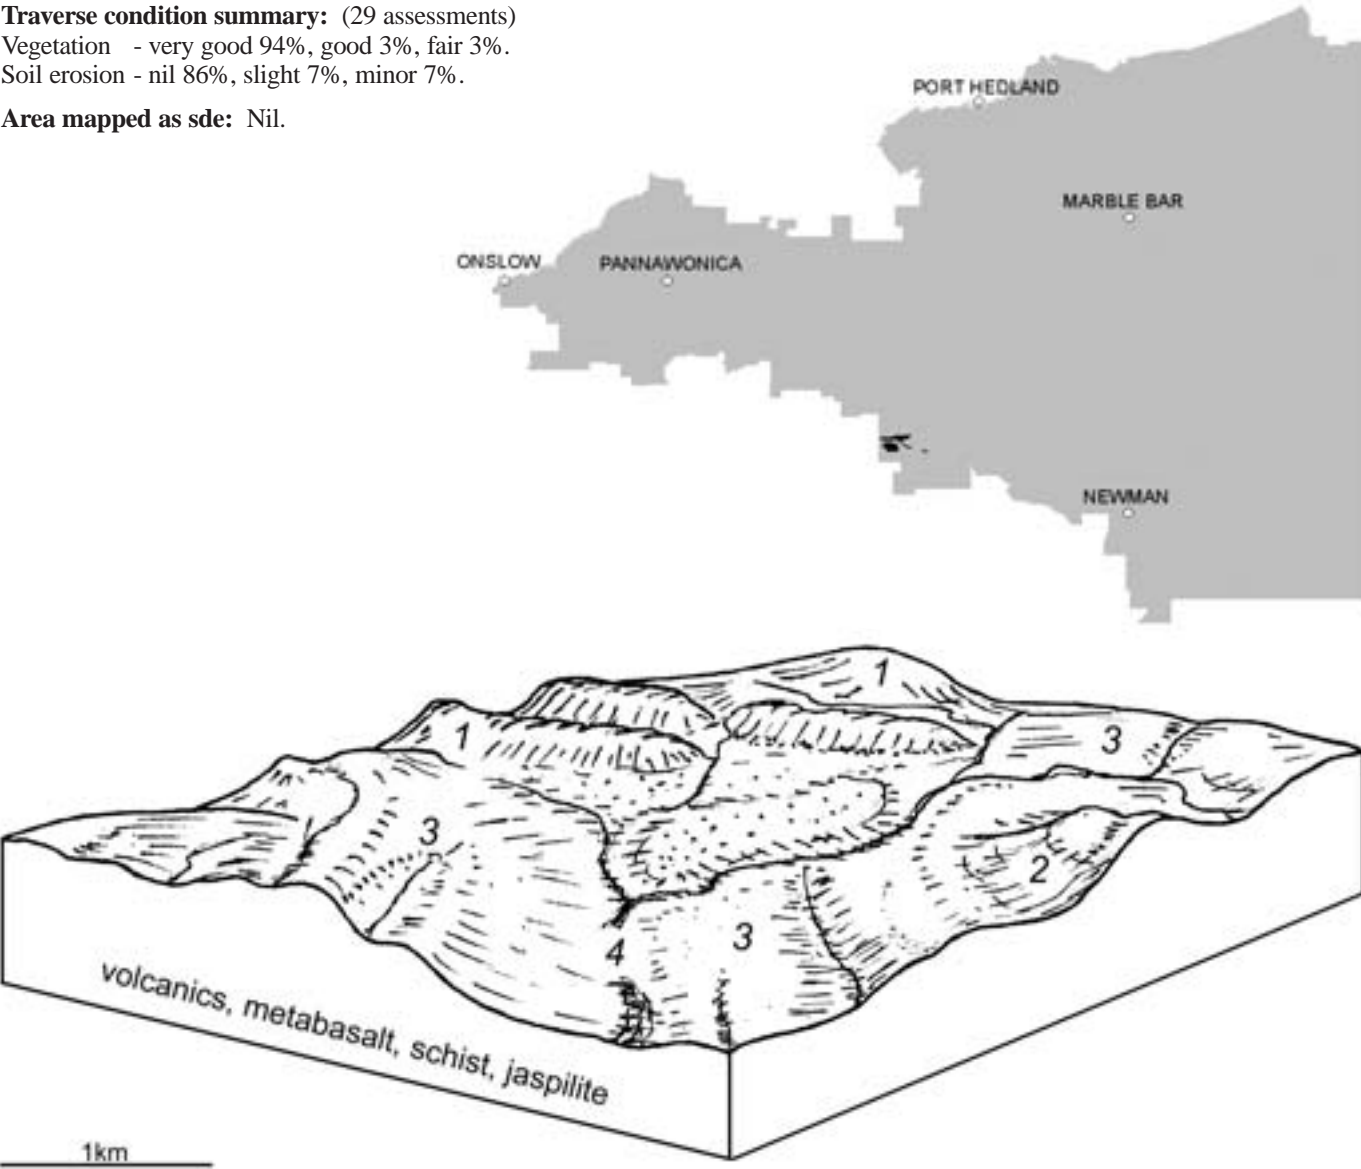 Traverse condition summary: (29 assessments)
Vegetation - very good 94%, good 3%, fair 3%.
Soil erosion - nil 86%, slight 7%, minor 7%.
Area mapped as sde: Nil.
PORT HEDLAND
MARBLE BAR
ONSLOW
PANNAWONICA
NEWMAN
1
1
3
3
2
3
4
volcanics, metabasalt, schist, jaspilite
1km